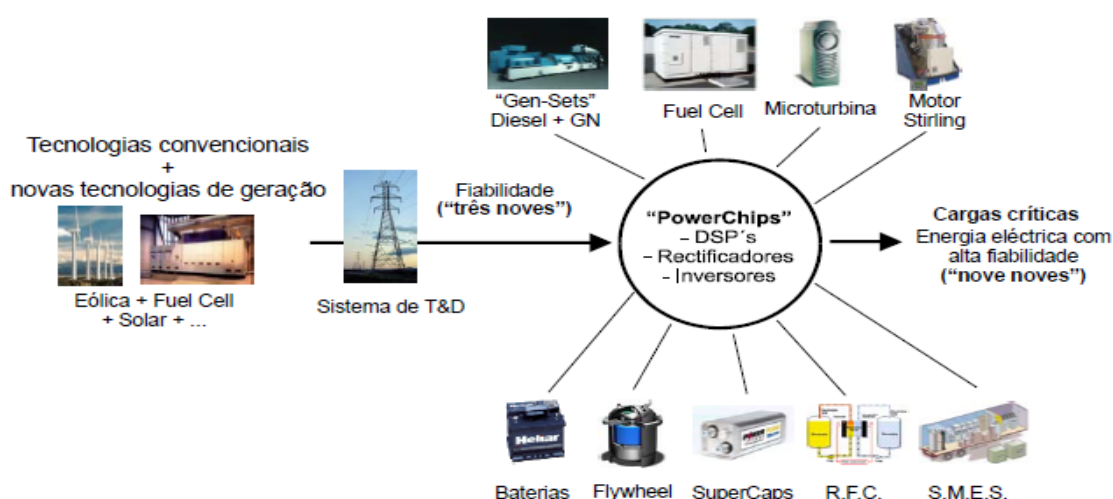 "Gen-Sets"
Diesel + GN
Fuel Cell
Microturbina
Motor
Stirling
Tecnologias convencionais
+
novas tecnologias de geração
Eólica + Fuel Cell
+ Solar + ...
Sistema de T&D
Fiabilidade
("três noves")
"PowerChips"
– DSP´s
– Rectificadores
– Inversores
Cargas críticas
Energia eléctrica com
alta fiabilidade
("nove noves")
Heliar
Baterias
Flywheel
SuperCaps
R.F.C.
S.M.E.S.